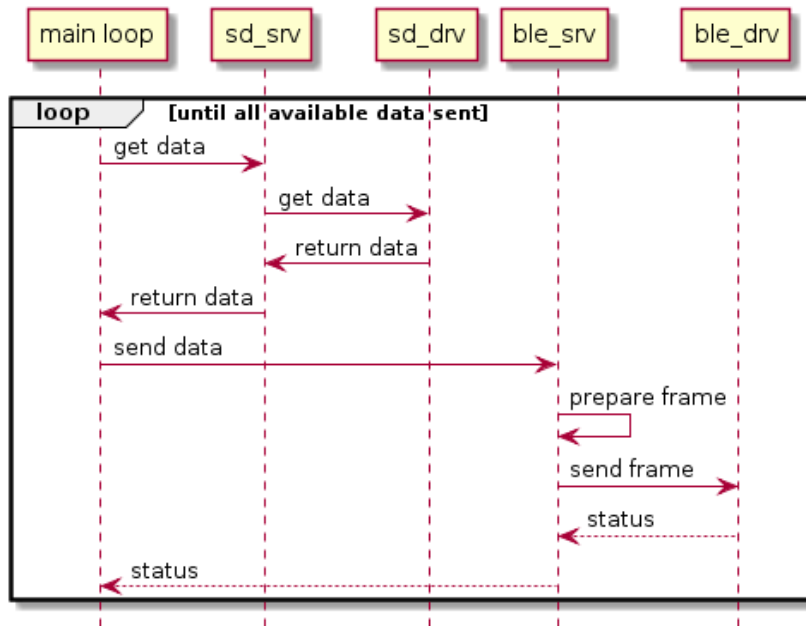 main loop sd_srv sd_drv ble_srv ble_drv
loop [until all available data sent]
get data
get data
return data
return data
send data
prepare frame
send frame
status
status